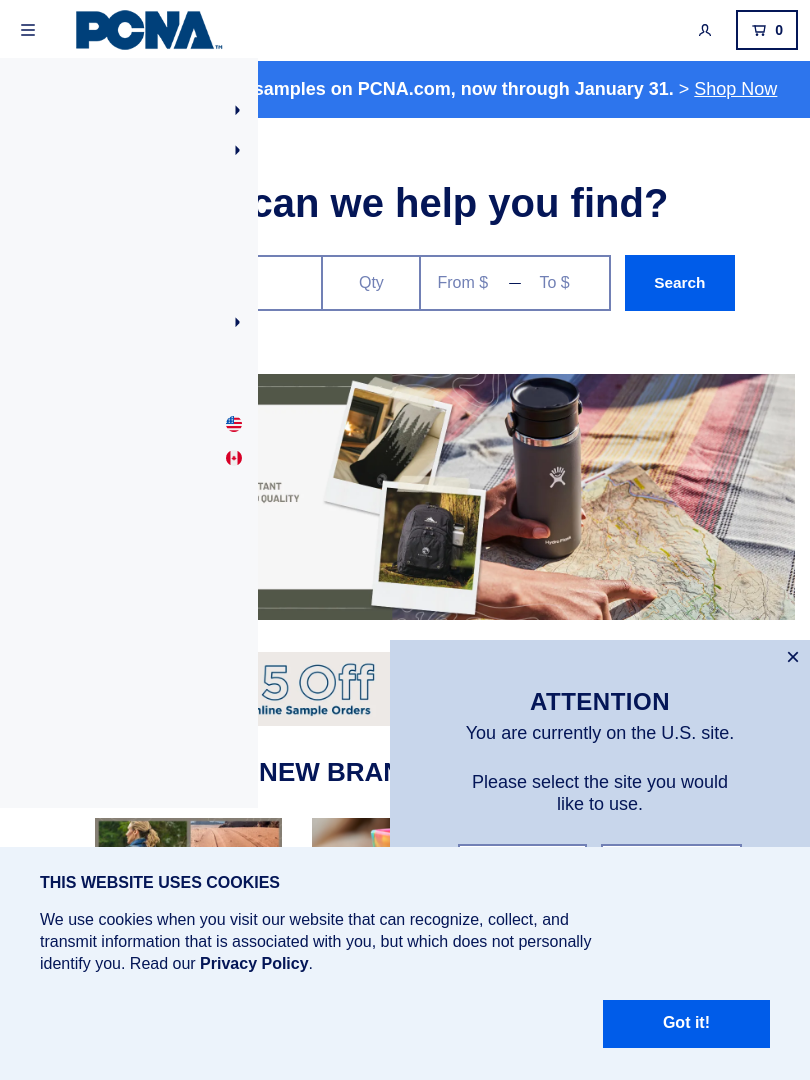 PCNA™
0
samples on PCNA.com, now through January 31. > Shop Now
can we help you find?
Qty
From $
—
To $
Search
TANT
QUALITY
Hydro Flask
5 Off
nline Sample Orders
NEW BRAN
×
ATTENTION
You are currently on the U.S. site.
Please select the site you would
like to use.
THIS WEBSITE USES COOKIES
We use cookies when you visit our website that can recognize, collect, and
transmit information that is associated with you, but which does not personally
identify you. Read our Privacy Policy.
Got it!